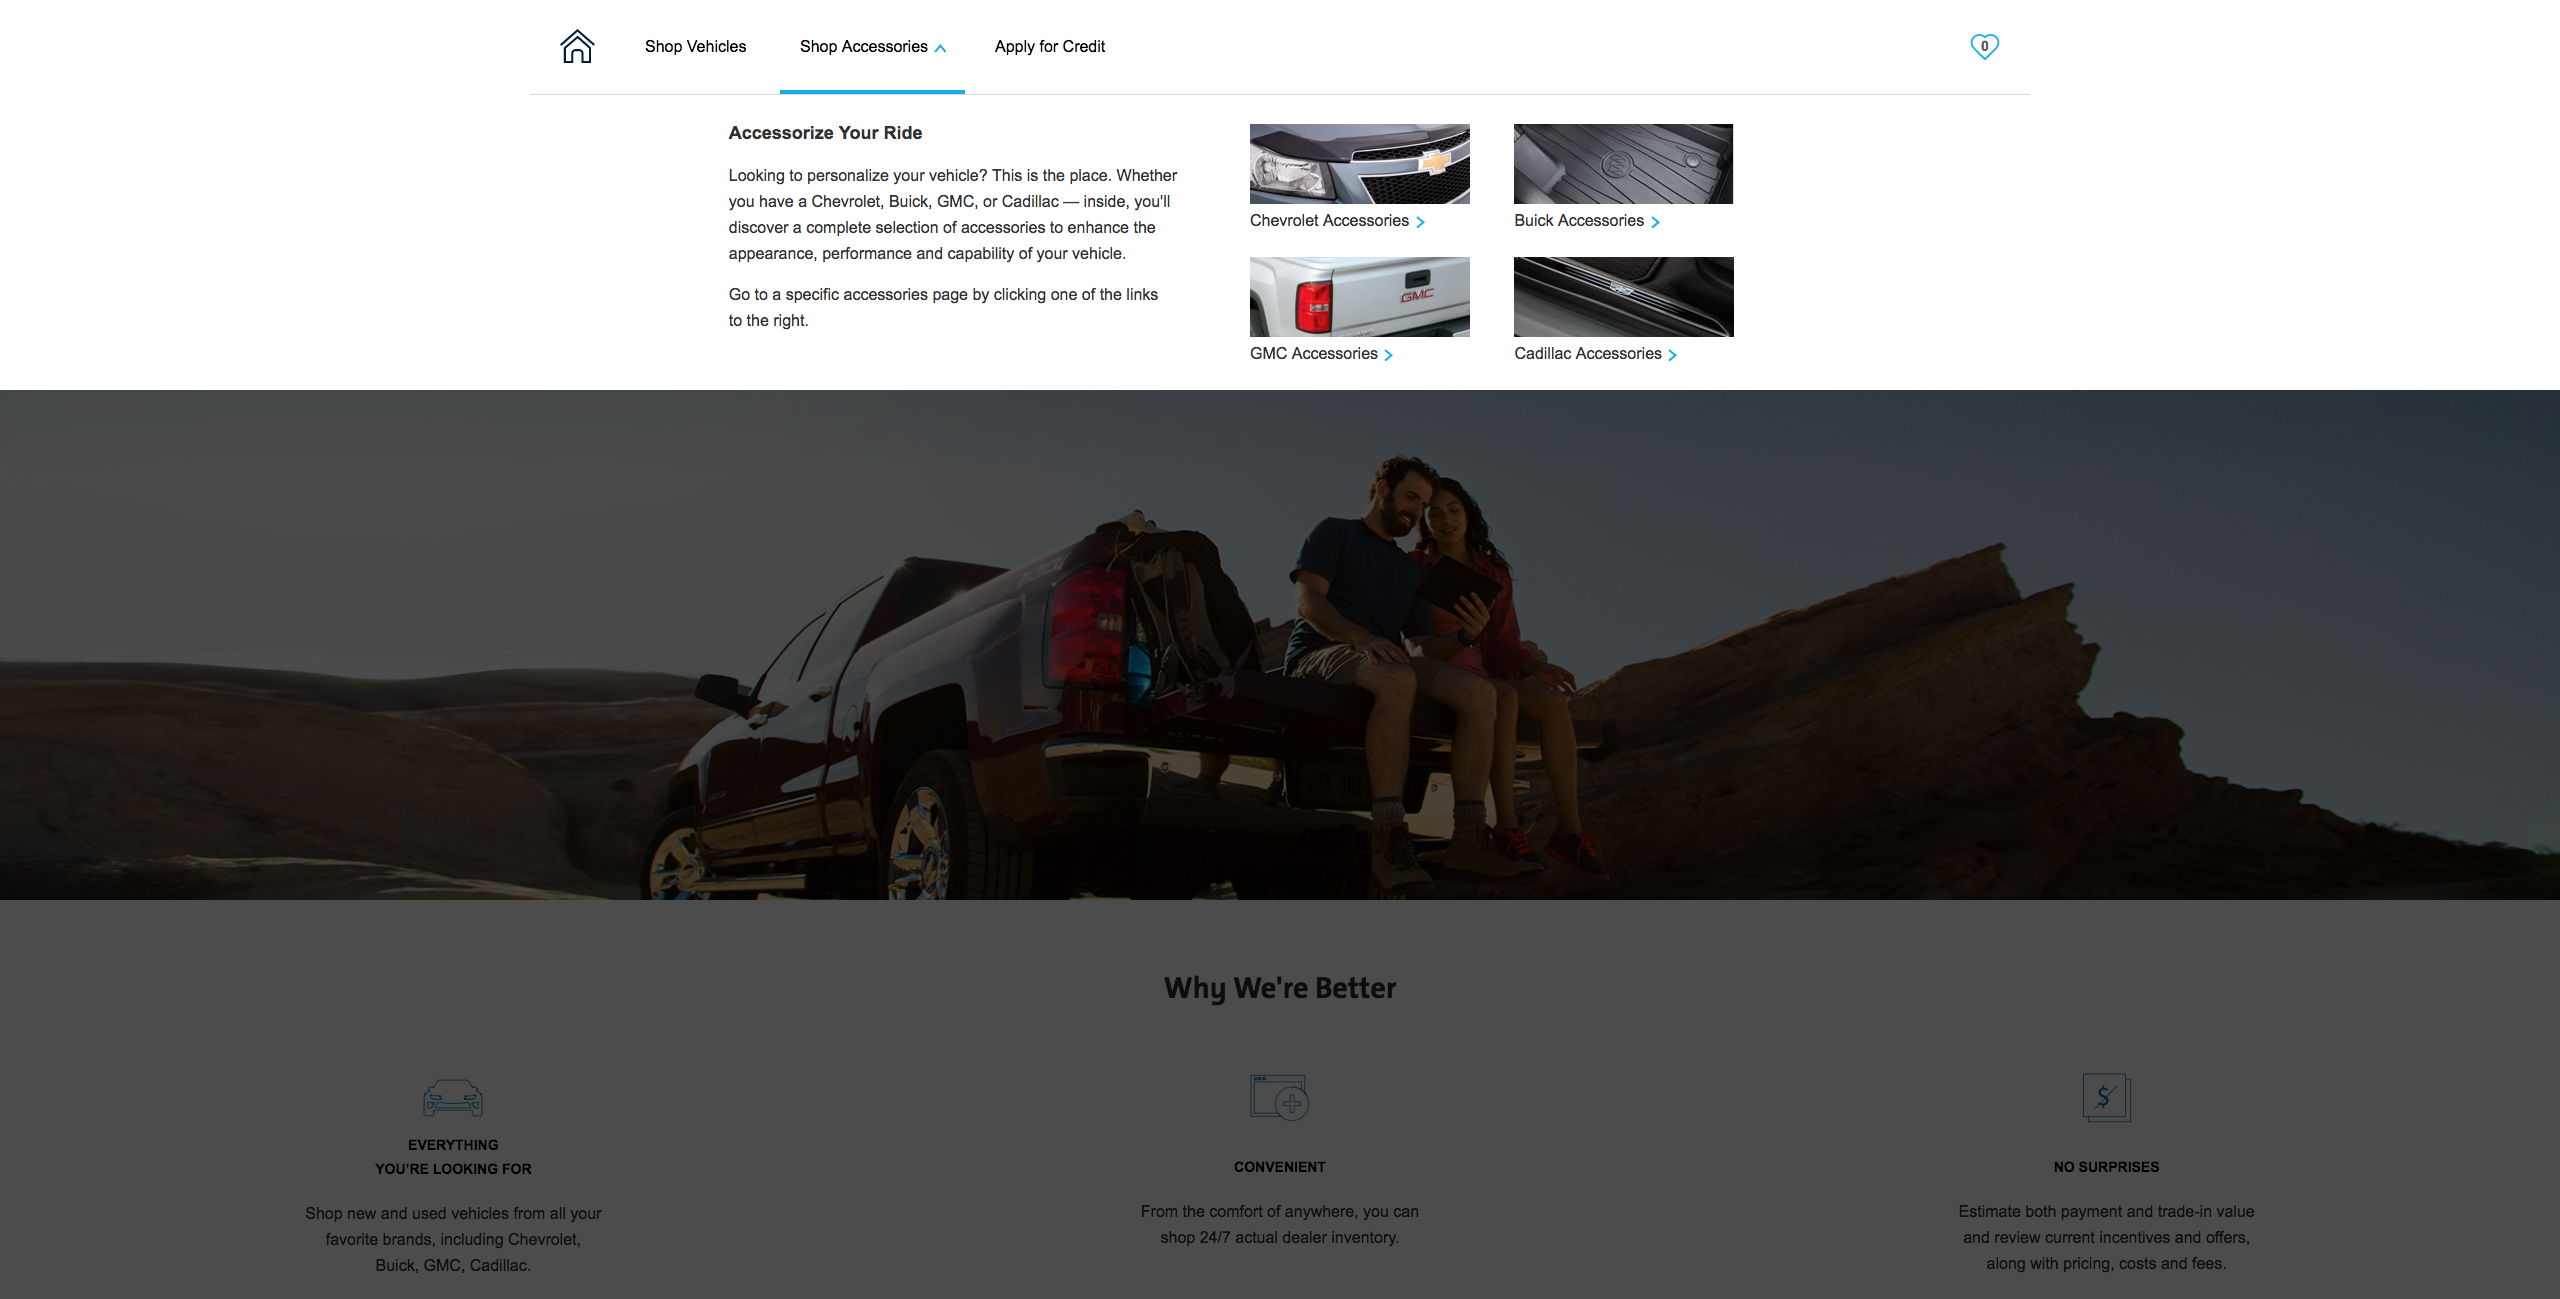 Shop Vehicles
Shop Accessories
Apply for Credit
0
Accessorize Your Ride
Looking to personalize your vehicle? This is the place. Whether
you have a Chevrolet, Buick, GMC, or Cadillac — inside, you'll
discover a complete selection of accessories to enhance the
appearance, performance and capability of your vehicle.
Go to a specific accessories page by clicking one of the links
to the right.
Chevrolet Accessories
Buick Accessories
GMC
GMC Accessories
Cadillac Accessories
Why We're Better
EVERYTHING
YOU'RE LOOKING FOR
Shop new and used vehicles from all your
favorite brands, including Chevrolet,
Buick, GMC, Cadillac.
CONVENIENT
From the comfort of anywhere, you can
shop 24/7 actual dealer inventory.
$
NO SURPRISES
Estimate both payment and trade-in value
and review current incentives and offers,
along with pricing, costs and fees.